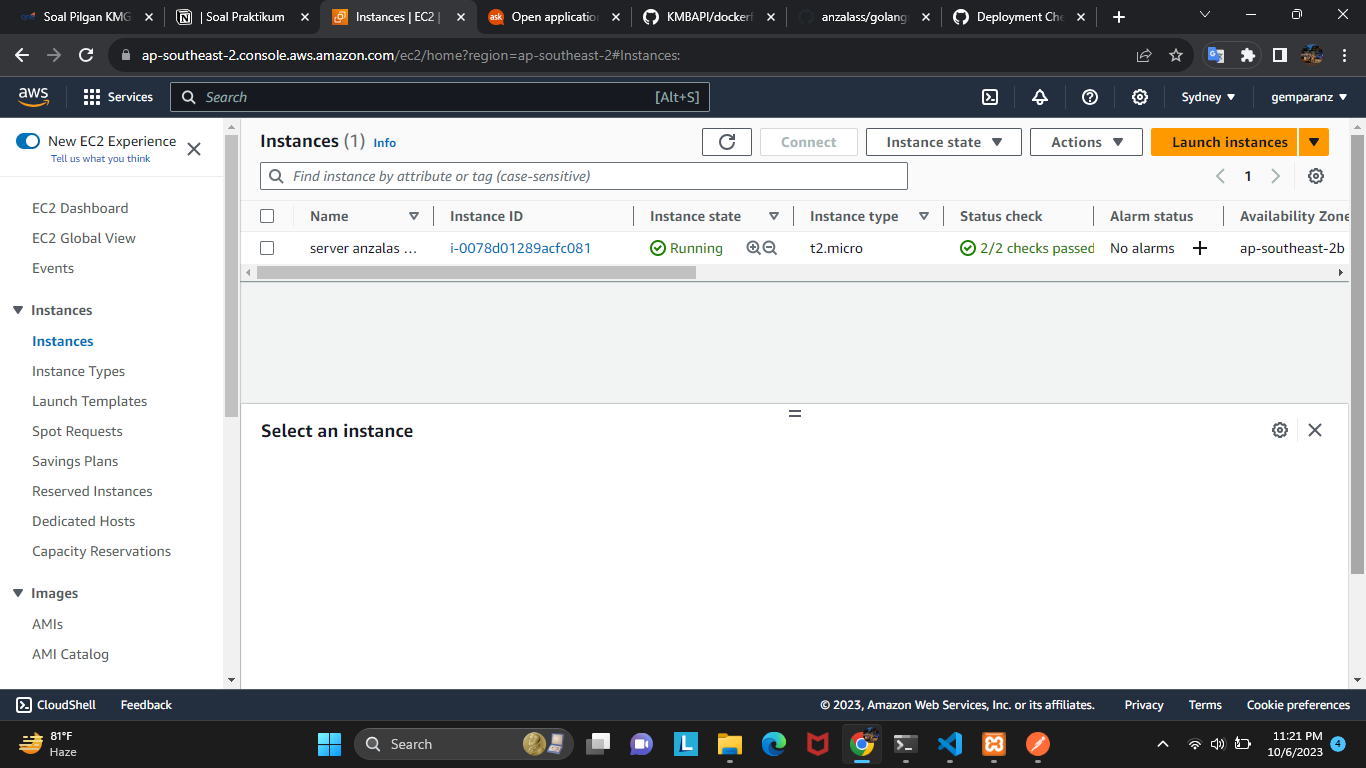 Soal Pilgan KMG
| Soal Praktikum
Instances | EC2 |
ask
Open application
KMBAPI/dockerf
anzalass/golang
Deployment Che
ap-southeast-2.console.aws.amazon.com/ec2/home?region=ap-southeast-2#Instances:
aws
Services
Search
[Alt+S]
Sydney
gemparanz
New EC2 Experience
Tell us what you think
EC2 Dashboard
EC2 Global View
Events
Instances
Instances
Instance Types
Launch Templates
Spot Requests
Savings Plans
Reserved Instances
Dedicated Hosts
Capacity Reservations
Images
AMIs
AMI Catalog
Instances (1) Info
Connect
Instance state
Actions
Launch instances
Find instance by attribute or tag (case-sensitive)
1
Name Instance ID Instance state Instance type Status check Alarm status Availability Zone
server anzalas ... i-0078d01289acfc081 Running t2.micro 2/2 checks passed No alarms + ap-southeast-2b
Select an instance
CloudShell Feedback © 2023, Amazon Web Services, Inc. or its affiliates. Privacy Terms Cookie preferences
81°F
Haze
Search
11:21 PM
10/6/2023
4